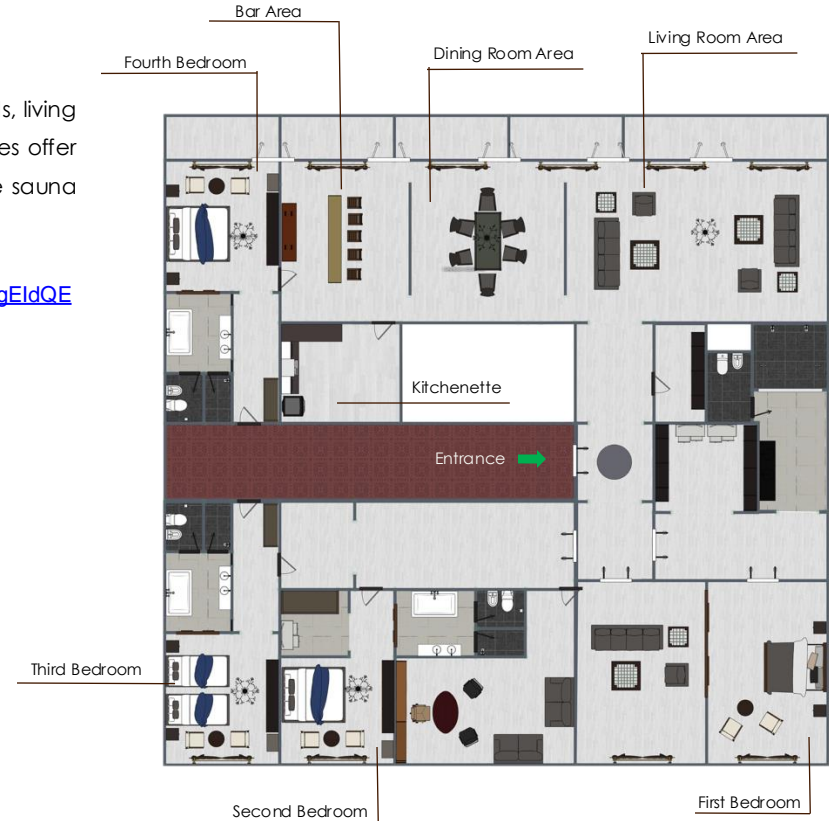 Bar Area
Living Room Area
Dining Room Area
Fourth Bedroom
s, living
es offer
e sauna
gEIdQE
Kitchenette
Entrance
Third Bedroom
Second Bedroom
First Bedroom